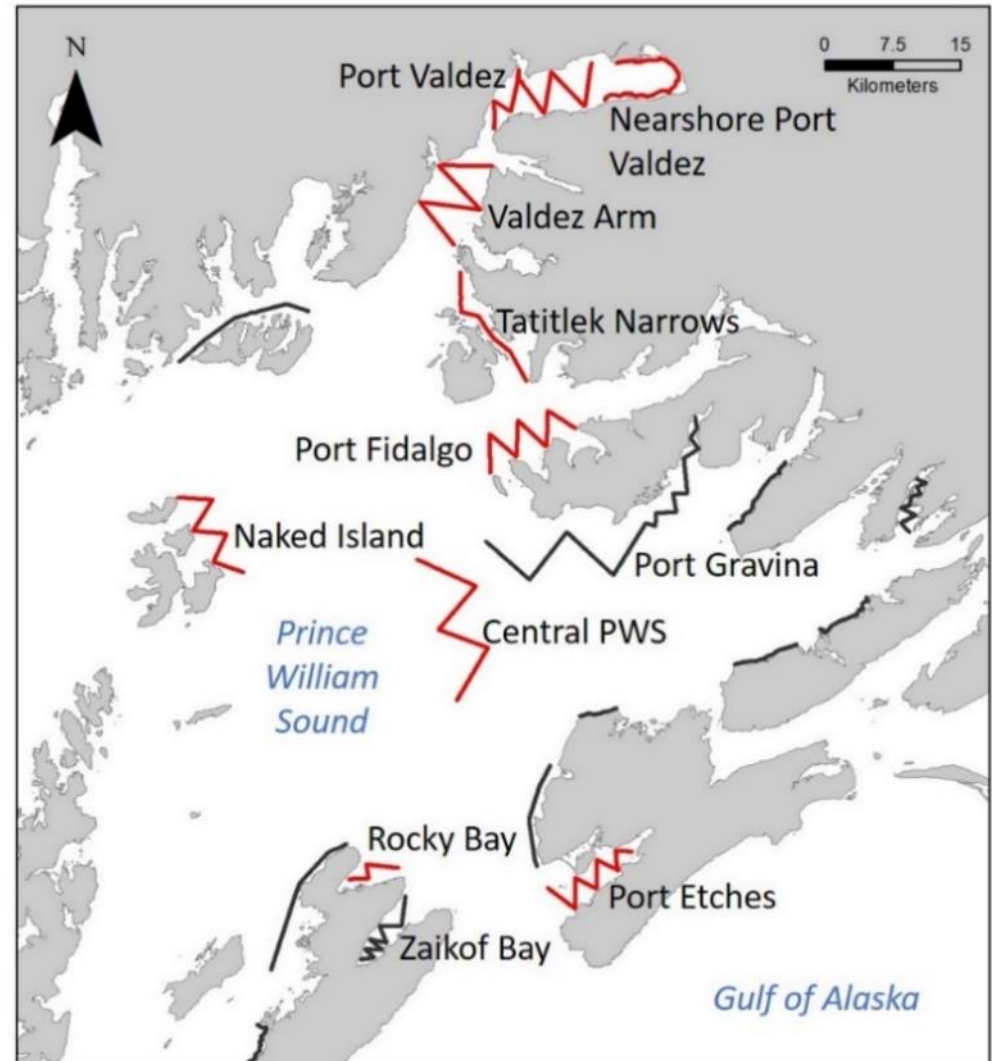 N
0 7.5 15
Kilometers
Port Valdez
Nearshore Port
Valdez
Valdez Arm
Tatitlek Narrows
Port Fidalgo
Naked Island
Port Gravina
Central PWS
Prince
William
Sound
Rocky Bay
Port Etches
Zaikof Bay
Gulf of Alaska